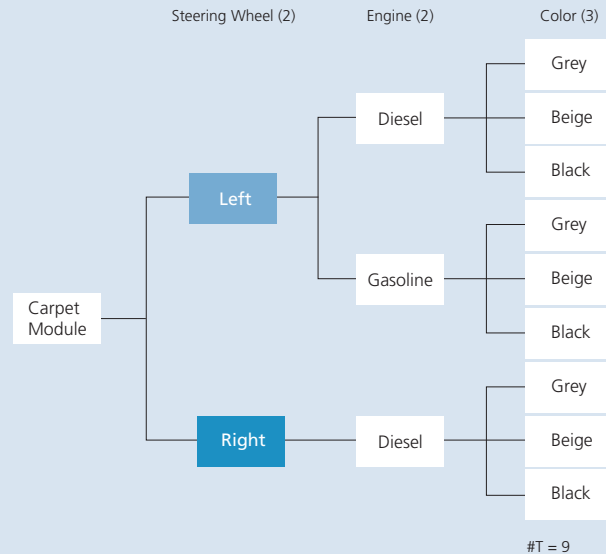 Steering Wheel (2) Engine (2) Color (3)
Grey
Diesel Beige
Black
Left
Grey
Gasoline Beige
Black
Carpet
Module
Grey
Right Diesel Beige
Black
#T = 9